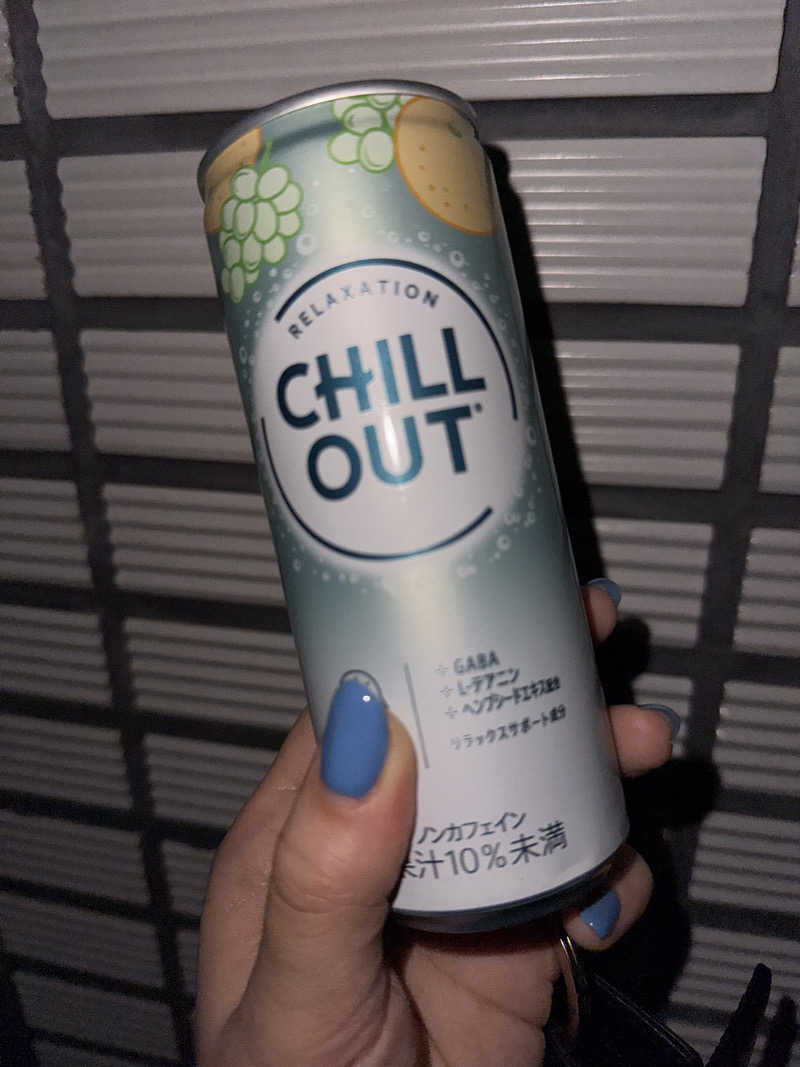 RELAXATION
CHILL
OUT
GABA
L-テアニン
ヘンプシードエキス配合
リラックスサポート成分
ノンカフェイン
果汁10%未満